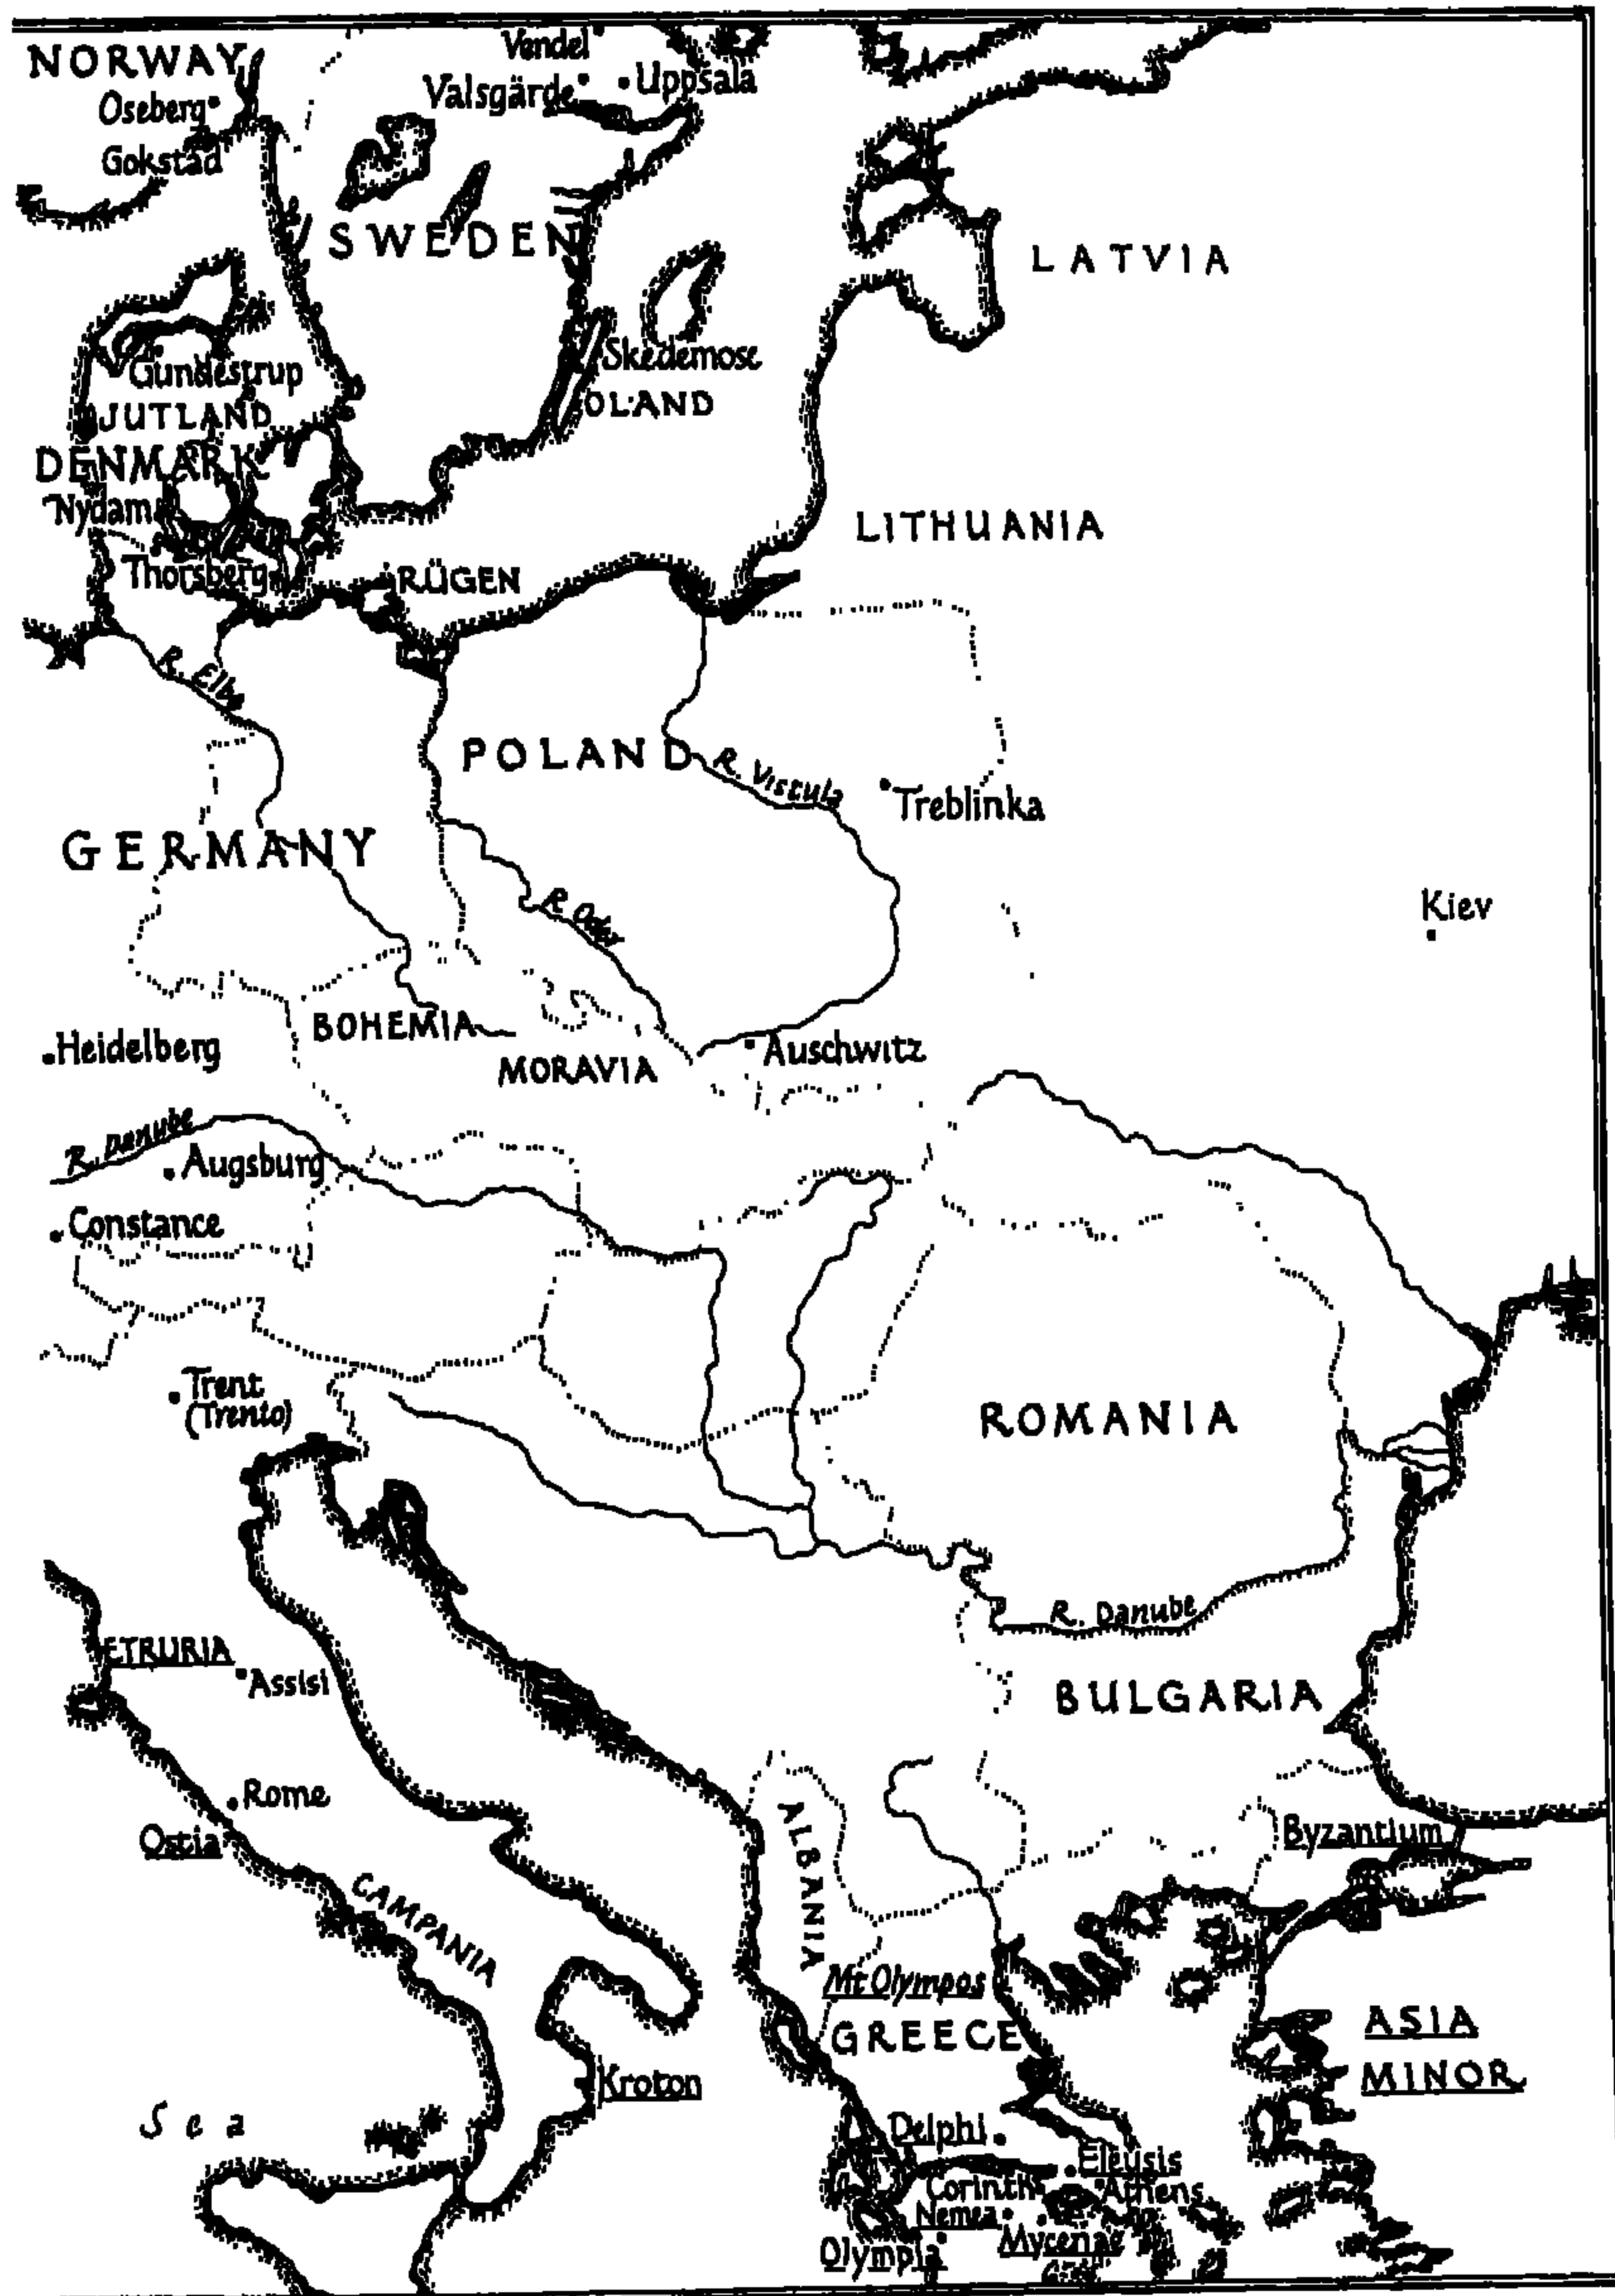 NORWAY
Vendel
Valsgärde
Uppsala
Oseberg
Gokstad
SWEDEN
LATVIA
Skedemose
OLAND
Gundestrup
JUTLAND
DENMARK
Nydam
Thorsberg
LITHUANIA
RÜGEN
R. Elbe
POLAND
R. Vistula
Treblinka
GERMANY
R. Oder
Kiev
BOHEMIA
MORAVIA
Auschwitz
Heidelberg
R. Danube
Augsburg
Constance
Trent
(Trento)
ROMANIA
R. Danube
ETRURIA
Assisi
BULGARIA
Rome
Ostia
ALBANIA
Byzantium
CAMPANIA
Mt Olympos
GREECE
ASIA
MINOR
Kroton
Sea
Delphi
Eleusis
Corinth
Athens
Nemea
Mycenae
Olympia